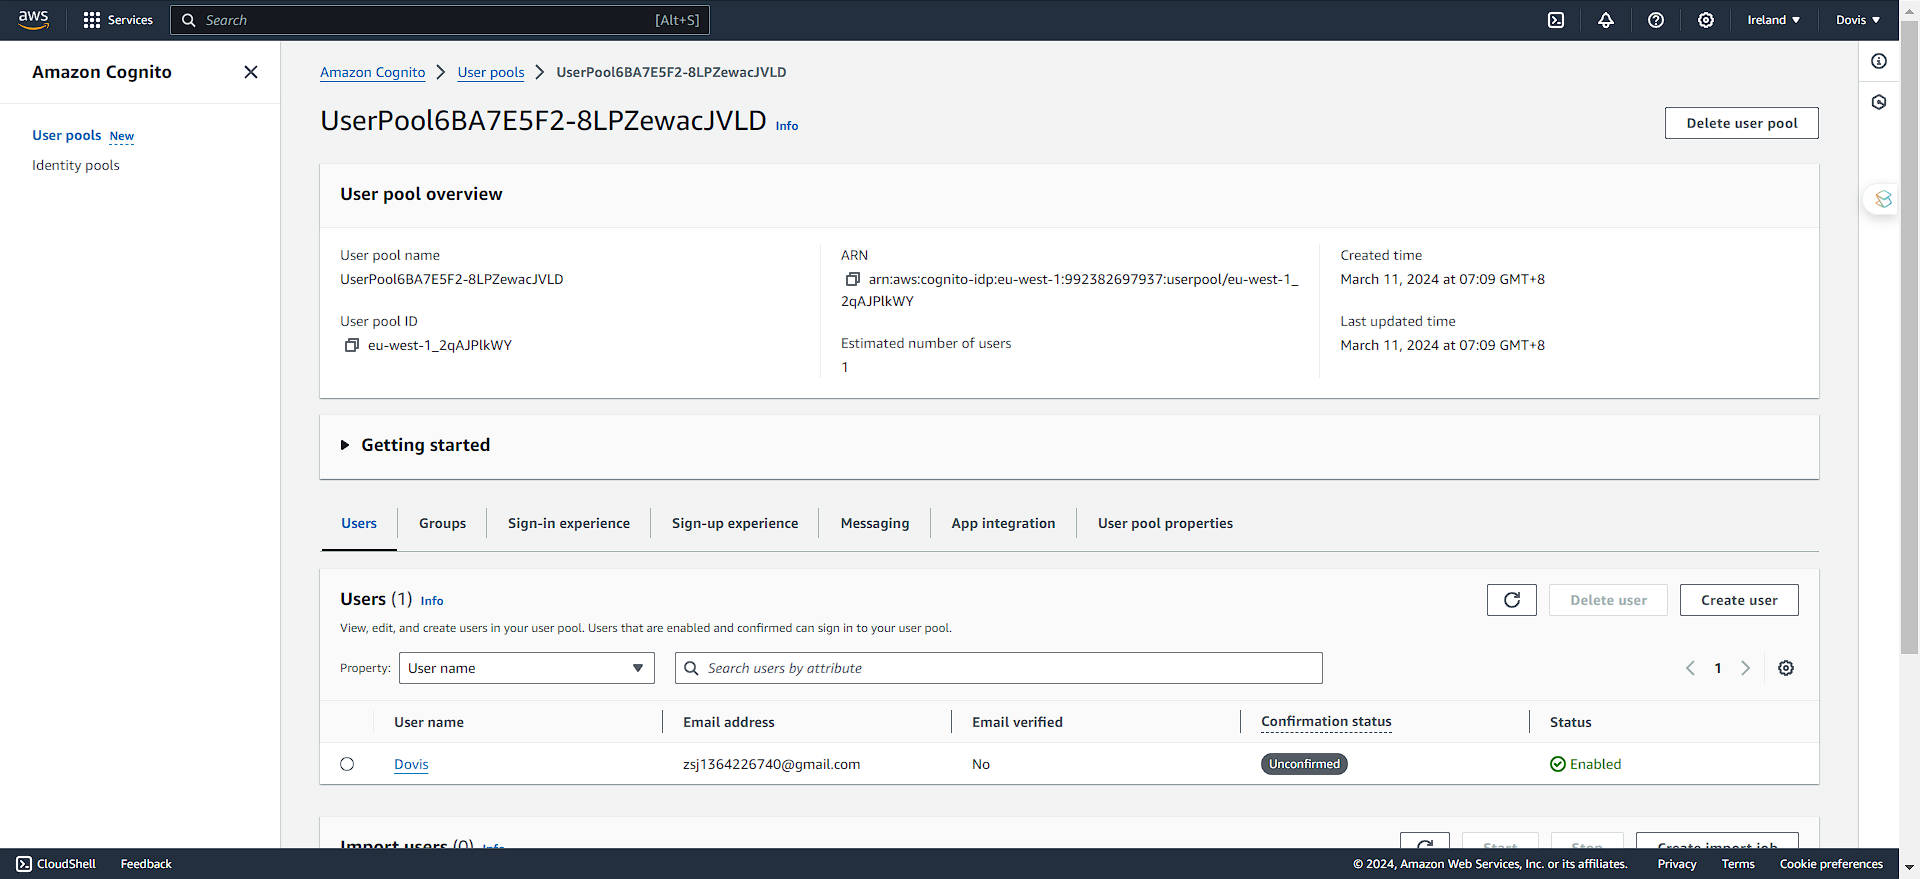 aws
Services
Search
[Alt+S]
Ireland
Dovis
Amazon Cognito
User pools New
Identity pools
Amazon Cognito
User pools
UserPool6BA7E5F2-8LPZewacJVLD
UserPool6BA7E5F2-8LPZewacJVLD Info
Delete user pool
User pool overview
User pool name
UserPool6BA7E5F2-8LPZewacJVLD
User pool ID
eu-west-1_2qAJPlkWY
ARN
arn:aws:cognito-idp:eu-west-1:992382697937:userpool/eu-west-1_
2qAJPlkWY
Estimated number of users
1
Created time
March 11, 2024 at 07:09 GMT+8
Last updated time
March 11, 2024 at 07:09 GMT+8
Getting started
Users
Groups
Sign-in experience
Sign-up experience
Messaging
App integration
User pool properties
Users (1) Info
Delete user
Create user
View, edit, and create users in your user pool. Users that are enabled and confirmed can sign in to your user pool.
Property:
User name
Search users by attribute
1
User name
Email address
Email verified
Confirmation status
Status
Dovis
zsj1364226740@gmail.com
No
Unconfirmed
Enabled
Import users (0) Info
Start
Stop
Create import job
CloudShell
Feedback
© 2024, Amazon Web Services, Inc. or its affiliates.
Privacy
Terms
Cookie preferences